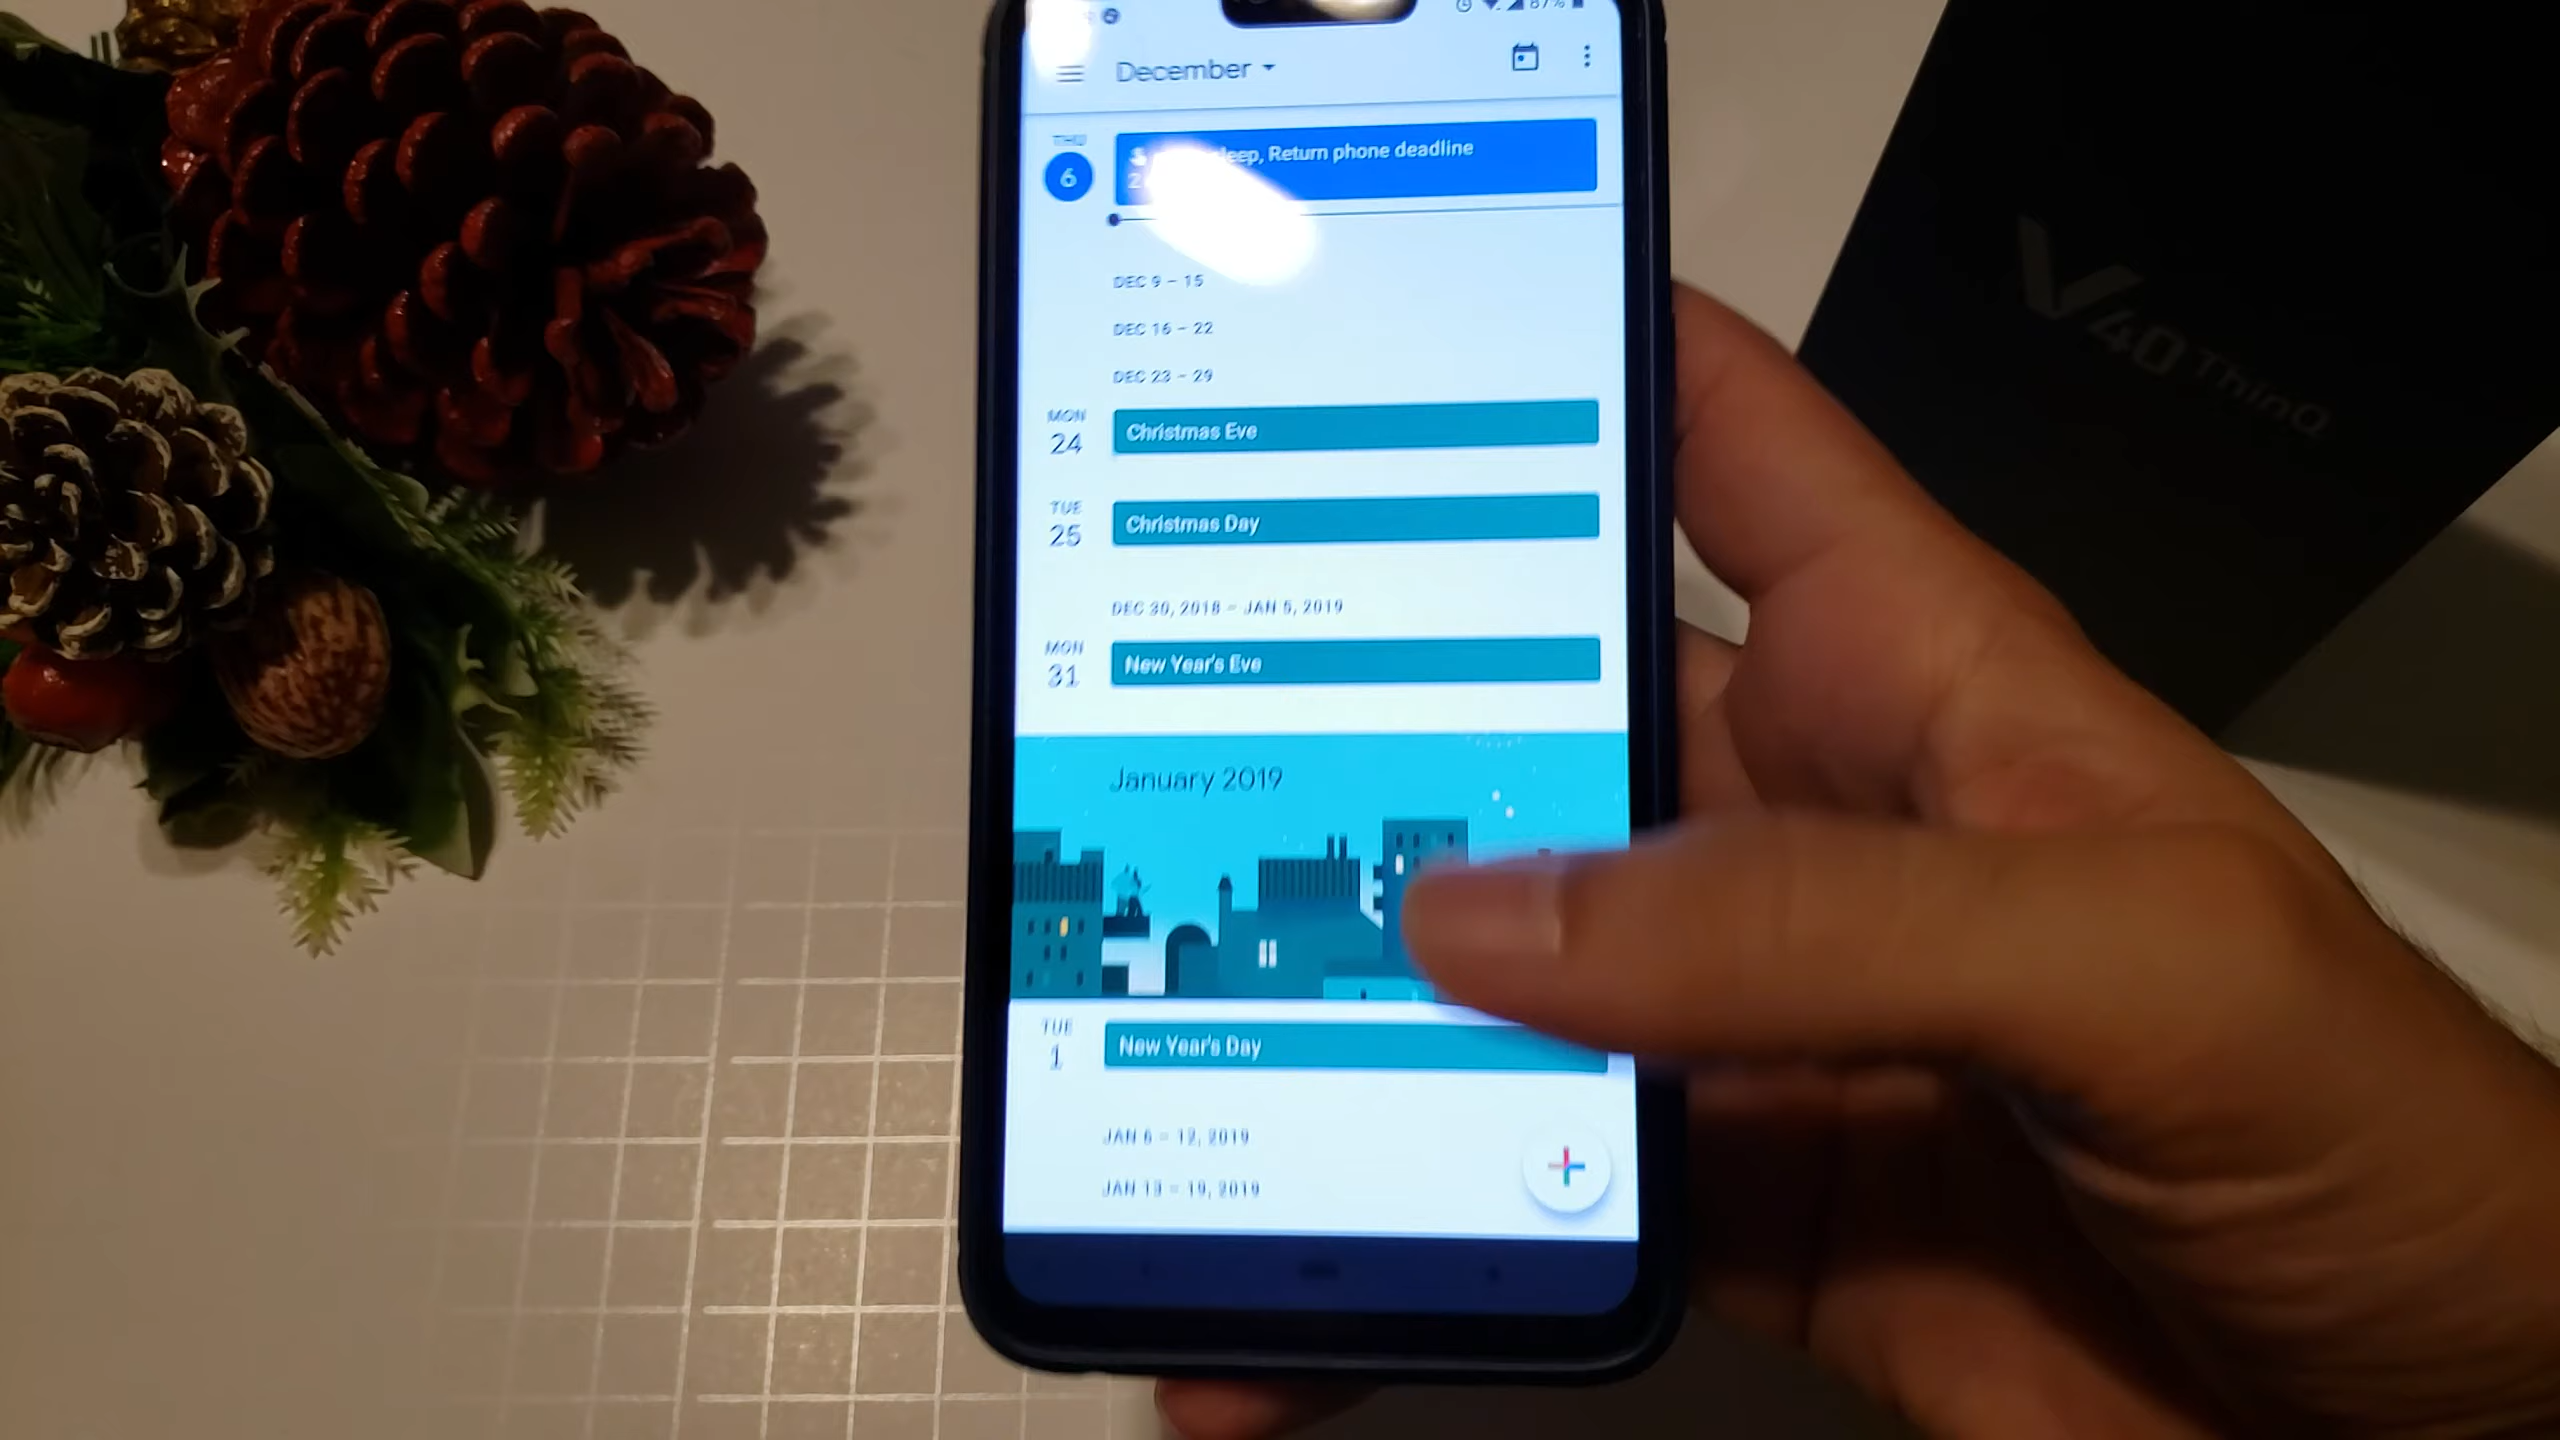 87%
December
THU
6
Return phone deadline
DEC 9 – 15
DEC 16 – 22
DEC 23 – 29
MON
24
Christmas Eve
TUE
25
Christmas Day
DEC 30, 2018 – JAN 5, 2019
MON
31
New Year's Eve
January 2019
TUE
1
New Year's Day
JAN 6 – 12, 2019
JAN 13 – 19, 2019
V40 ThinQ